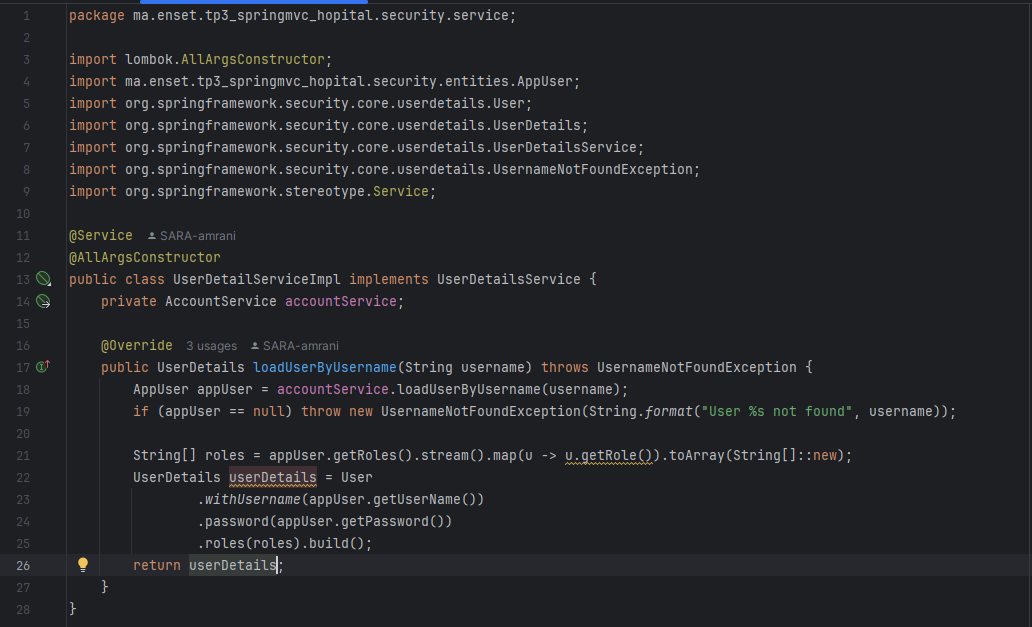 1 package ma.enset.tp3_springmvc_hopital.security.service;
2
3 import lombok.AllArgsConstructor;
4 import ma.enset.tp3_springmvc_hopital.security.entities.AppUser;
5 import org.springframework.security.core.userdetails.User;
6 import org.springframework.security.core.userdetails.UserDetails;
7 import org.springframework.security.core.userdetails.UserDetailsService;
8 import org.springframework.security.core.userdetails.UsernameNotFoundException;
9 import org.springframework.stereotype.Service;
10
11 @Service SARA-amrani
12 @AllArgsConstructor
13 public class UserDetailServiceImpl implements UserDetailsService {
14 private AccountService accountService;
15
16 @Override 3 usages SARA-amrani
17 public UserDetails loadUserByUsername(String username) throws UsernameNotFoundException {
18 AppUser appUser = accountService.loadUserByUsername(username);
19 if (appUser == null) throw new UsernameNotFoundException(String.format("User %s not found", username));
20
21 String[] roles = appUser.getRoles().stream().map(u -> u.getRole()).toArray(String[]::new);
22 UserDetails userDetails = User
23 .withUsername(appUser.getUserName())
24 .password(appUser.getPassword())
25 .roles(roles).build();
26 return userDetails;
27 }
28 }